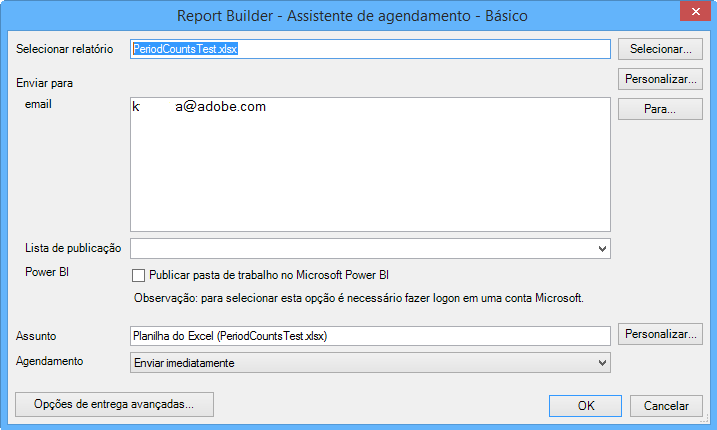 Report Builder - Assistente de agendamento - Básico
Selecionar relatório
PeriodCountsTest.xlsx
Selecionar...
Enviar para
Personalizar...
email
k a@adobe.com
Para...
Lista de publicação
Power BI
Publicar pasta de trabalho no Microsoft Power BI
Observação: para selecionar esta opção é necessário fazer logon em uma conta Microsoft.
Assunto
Planilha do Excel (PeriodCountsTest.xlsx)
Personalizar...
Agendamento
Enviar imediatamente
Opções de entrega avançadas...
OK
Cancelar